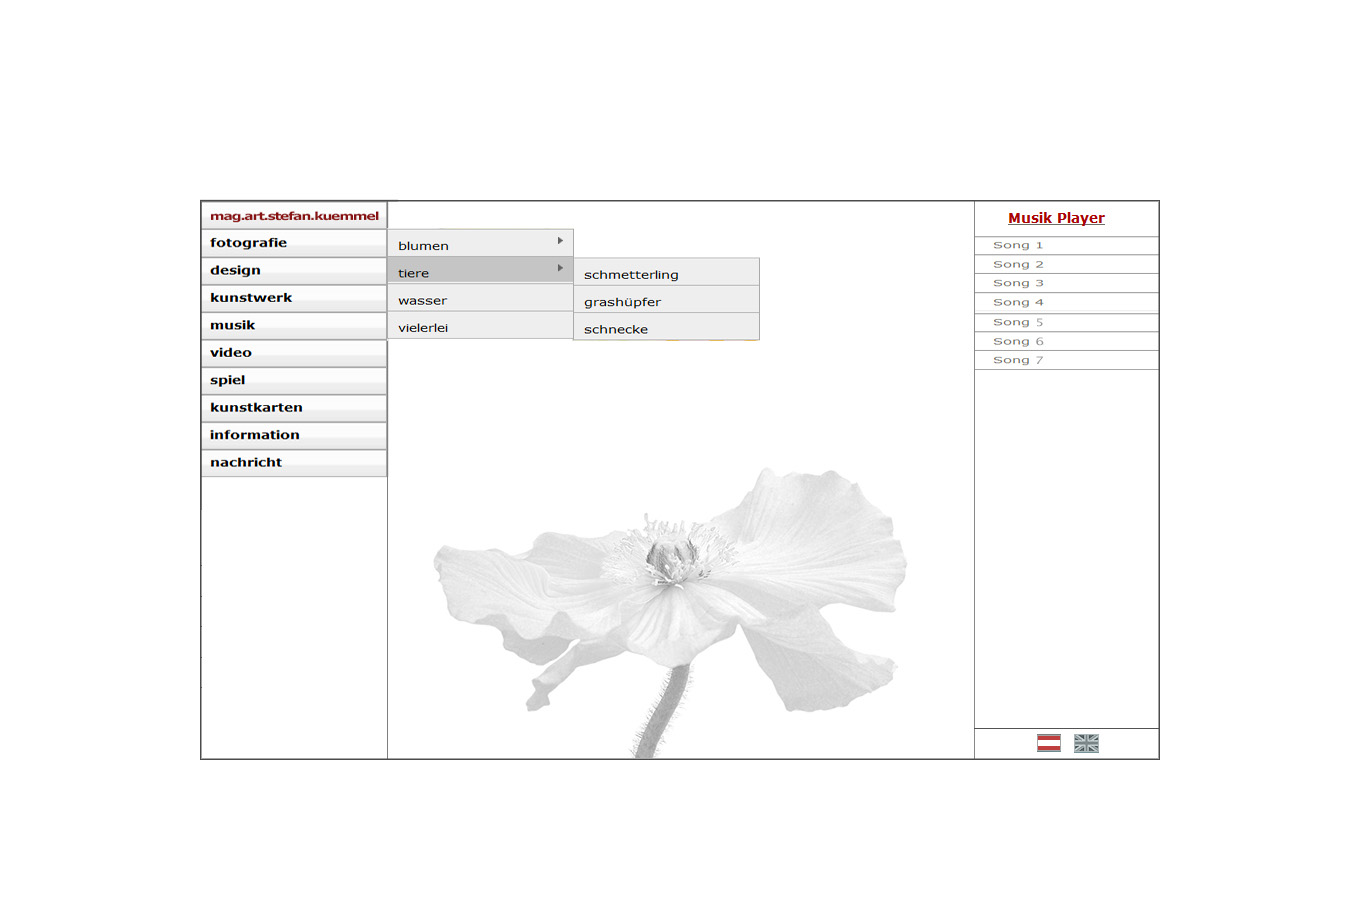 mag.art.stefan.kuemmel
fotografie
design
kunstwerk
musik
video
spiel
kunstkarten
information
nachricht
blumen
tiere
wasser
vielerlei
schmetterling
grashüpfer
schnecke
Musik Player
Song 1
Song 2
Song 3
Song 4
Song 5
Song 6
Song 7